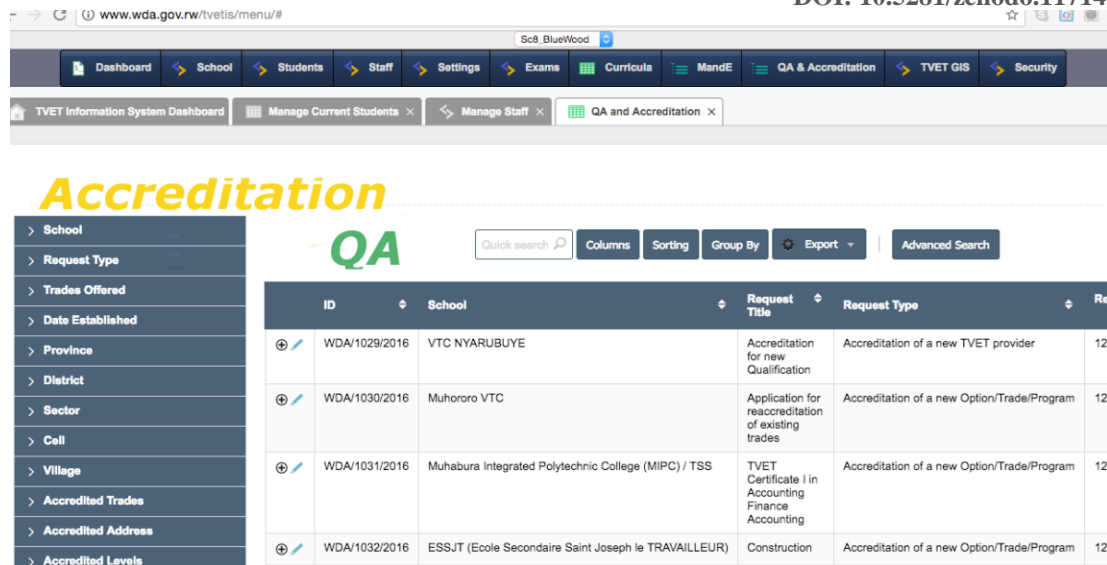 DOI: 10.5281/zenodo.11714
www.wda.gov.rw/tvetis/menu/#
Sc8_BlueWood
Dashboard School Students Staff Settings Exams Curricula MandE QA & Accreditation TVET GIS Security
TVET Information System Dashboard Manage Current Students × Manage Staff × QA and Accreditation ×
Accreditation
QA
Quick search Columns Sorting Group By Export Advanced Search
> School
> Request Type
> Trades Offered
> Date Established
> Province
> District
> Sector
> Cell
> Village
> Accredited Trades
> Accredited Address
> Accredited Levels
ID School Request Title Request Type Re
WDA/1029/2016 VTC NYARUBUYE Accreditation for new Qualification Accreditation of a new TVET provider 12
WDA/1030/2016 Muhororo VTC Application for reaccreditation of existing trades Accreditation of a new Option/Trade/Program 12
WDA/1031/2016 Muhabura Integrated Polytechnic College (MIPC) / TSS TVET Certificate I in Accounting Finance Accounting Accreditation of a new Option/Trade/Program 12
WDA/1032/2016 ESSJT (Ecole Secondaire Saint Joseph le TRAVAILLEUR) Construction Accreditation of a new Option/Trade/Program 12